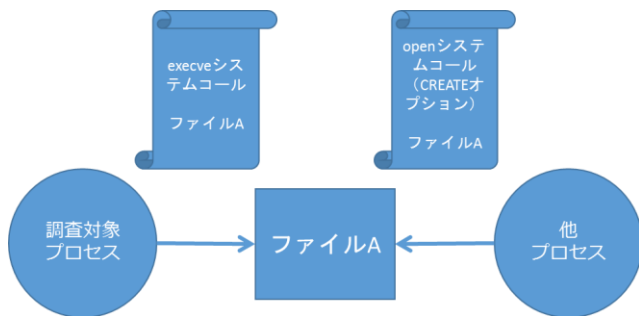 execveシス
テムコール
ファイルA
openシステ
ムコール
（CREATEオ
プション）
ファイルA
調査対象
プロセス
ファイルA
他
プロセス